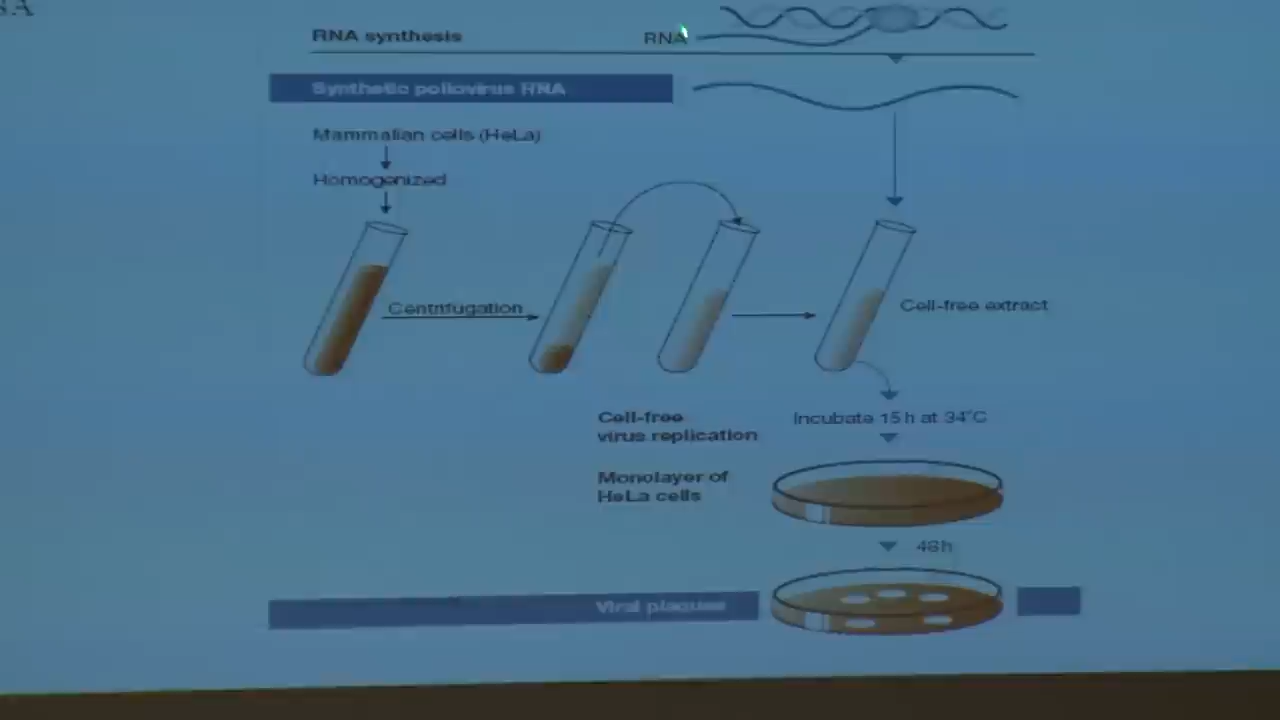 RNA synthesis
RNA
Synthetic poliovirus RNA
Mammalian cells (HeLa)
Homogenized
Centrifugation
Cell-free extract
Cell-free
virus replication
Incubate 15 h at 34°C
Monolayer of
HeLa cells
48h
Viral plaques